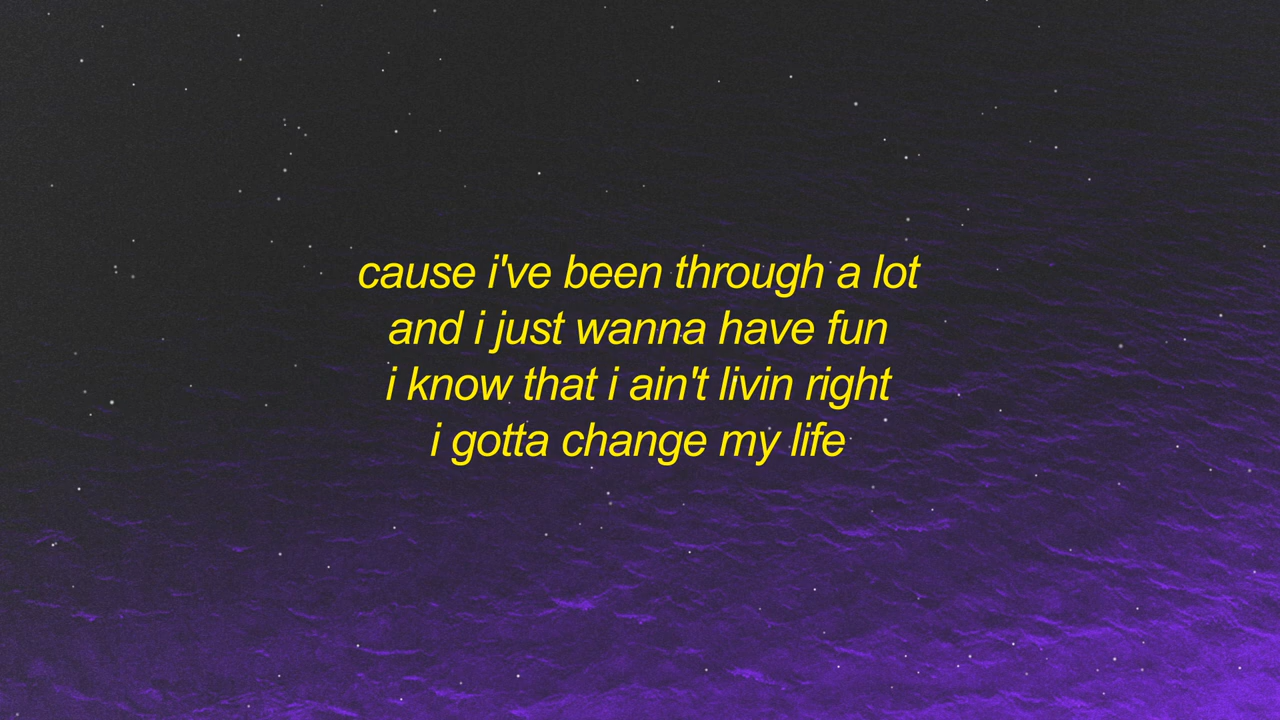 cause i've been through a lot
and i just wanna have fun
i know that i ain't livin right
i gotta change my life